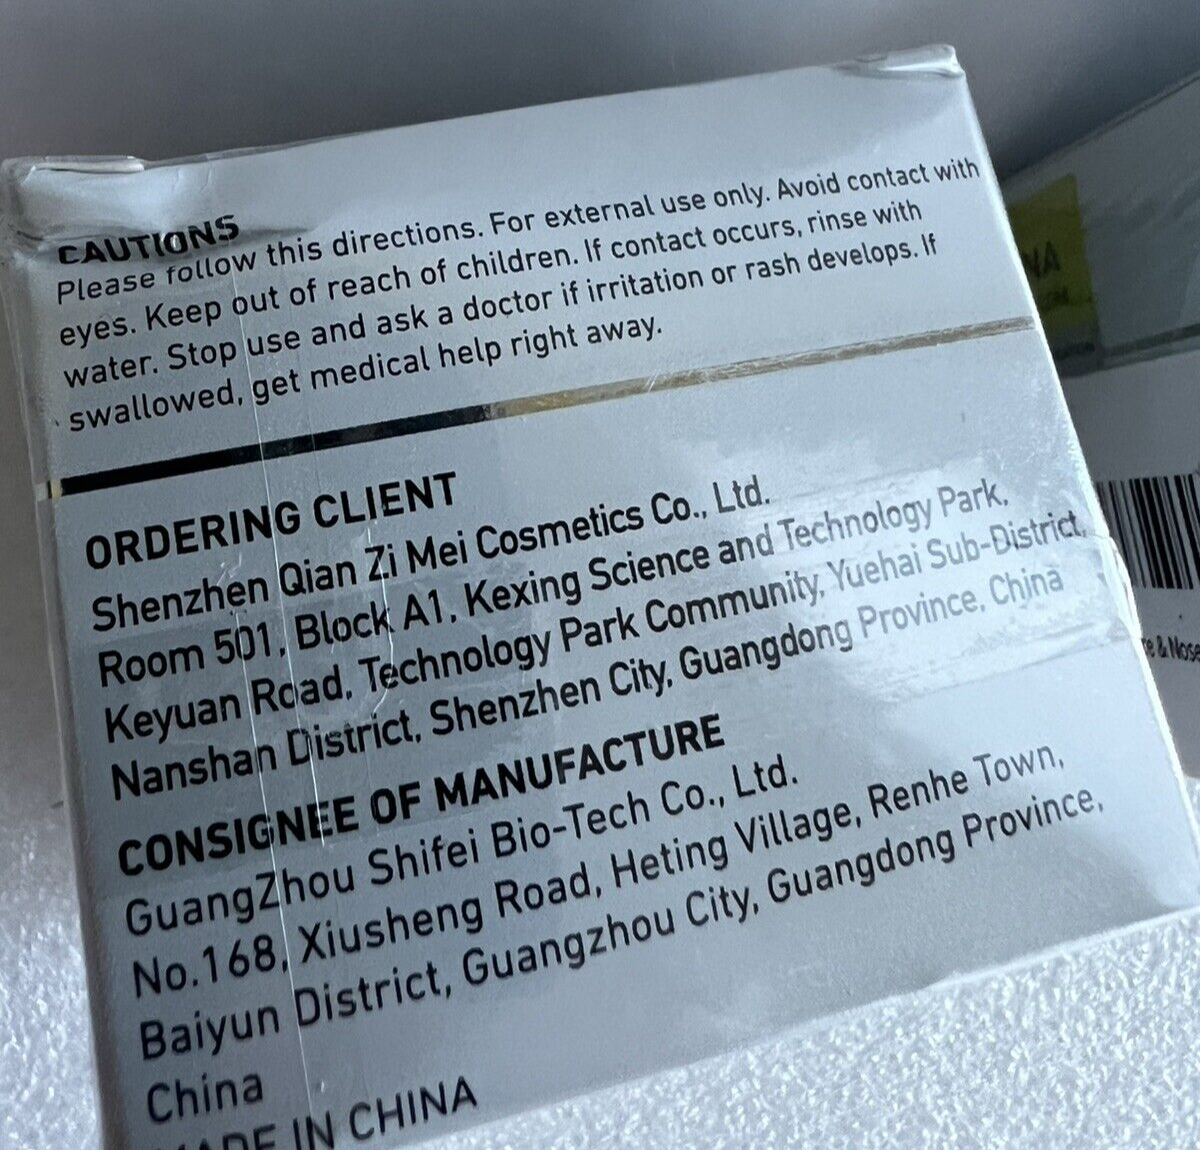 CAUTIONS
Please follow this directions. For external use only. Avoid contact with
eyes. Keep out of reach of children. If contact occurs, rinse with
water. Stop use and ask a doctor if irritation or rash develops. If
swallowed, get medical help right away.
ORDERING CLIENT
Shenzhen Qian Zi Mei Cosmetics Co., Ltd.
Room 501, Block A1, Kexing Science and Technology Park,
Keyuan Road, Technology Park Community, Yuehai Sub-District,
Nanshan District, Shenzhen City, Guangdong Province, China
CONSIGNEE OF MANUFACTURE
GuangZhou Shifei Bio-Tech Co., Ltd.
No.168, Xiusheng Road, Heting Village, Renhe Town,
Baiyun District, Guangzhou City, Guangdong Province,
China
MADE IN CHINA
& Nose